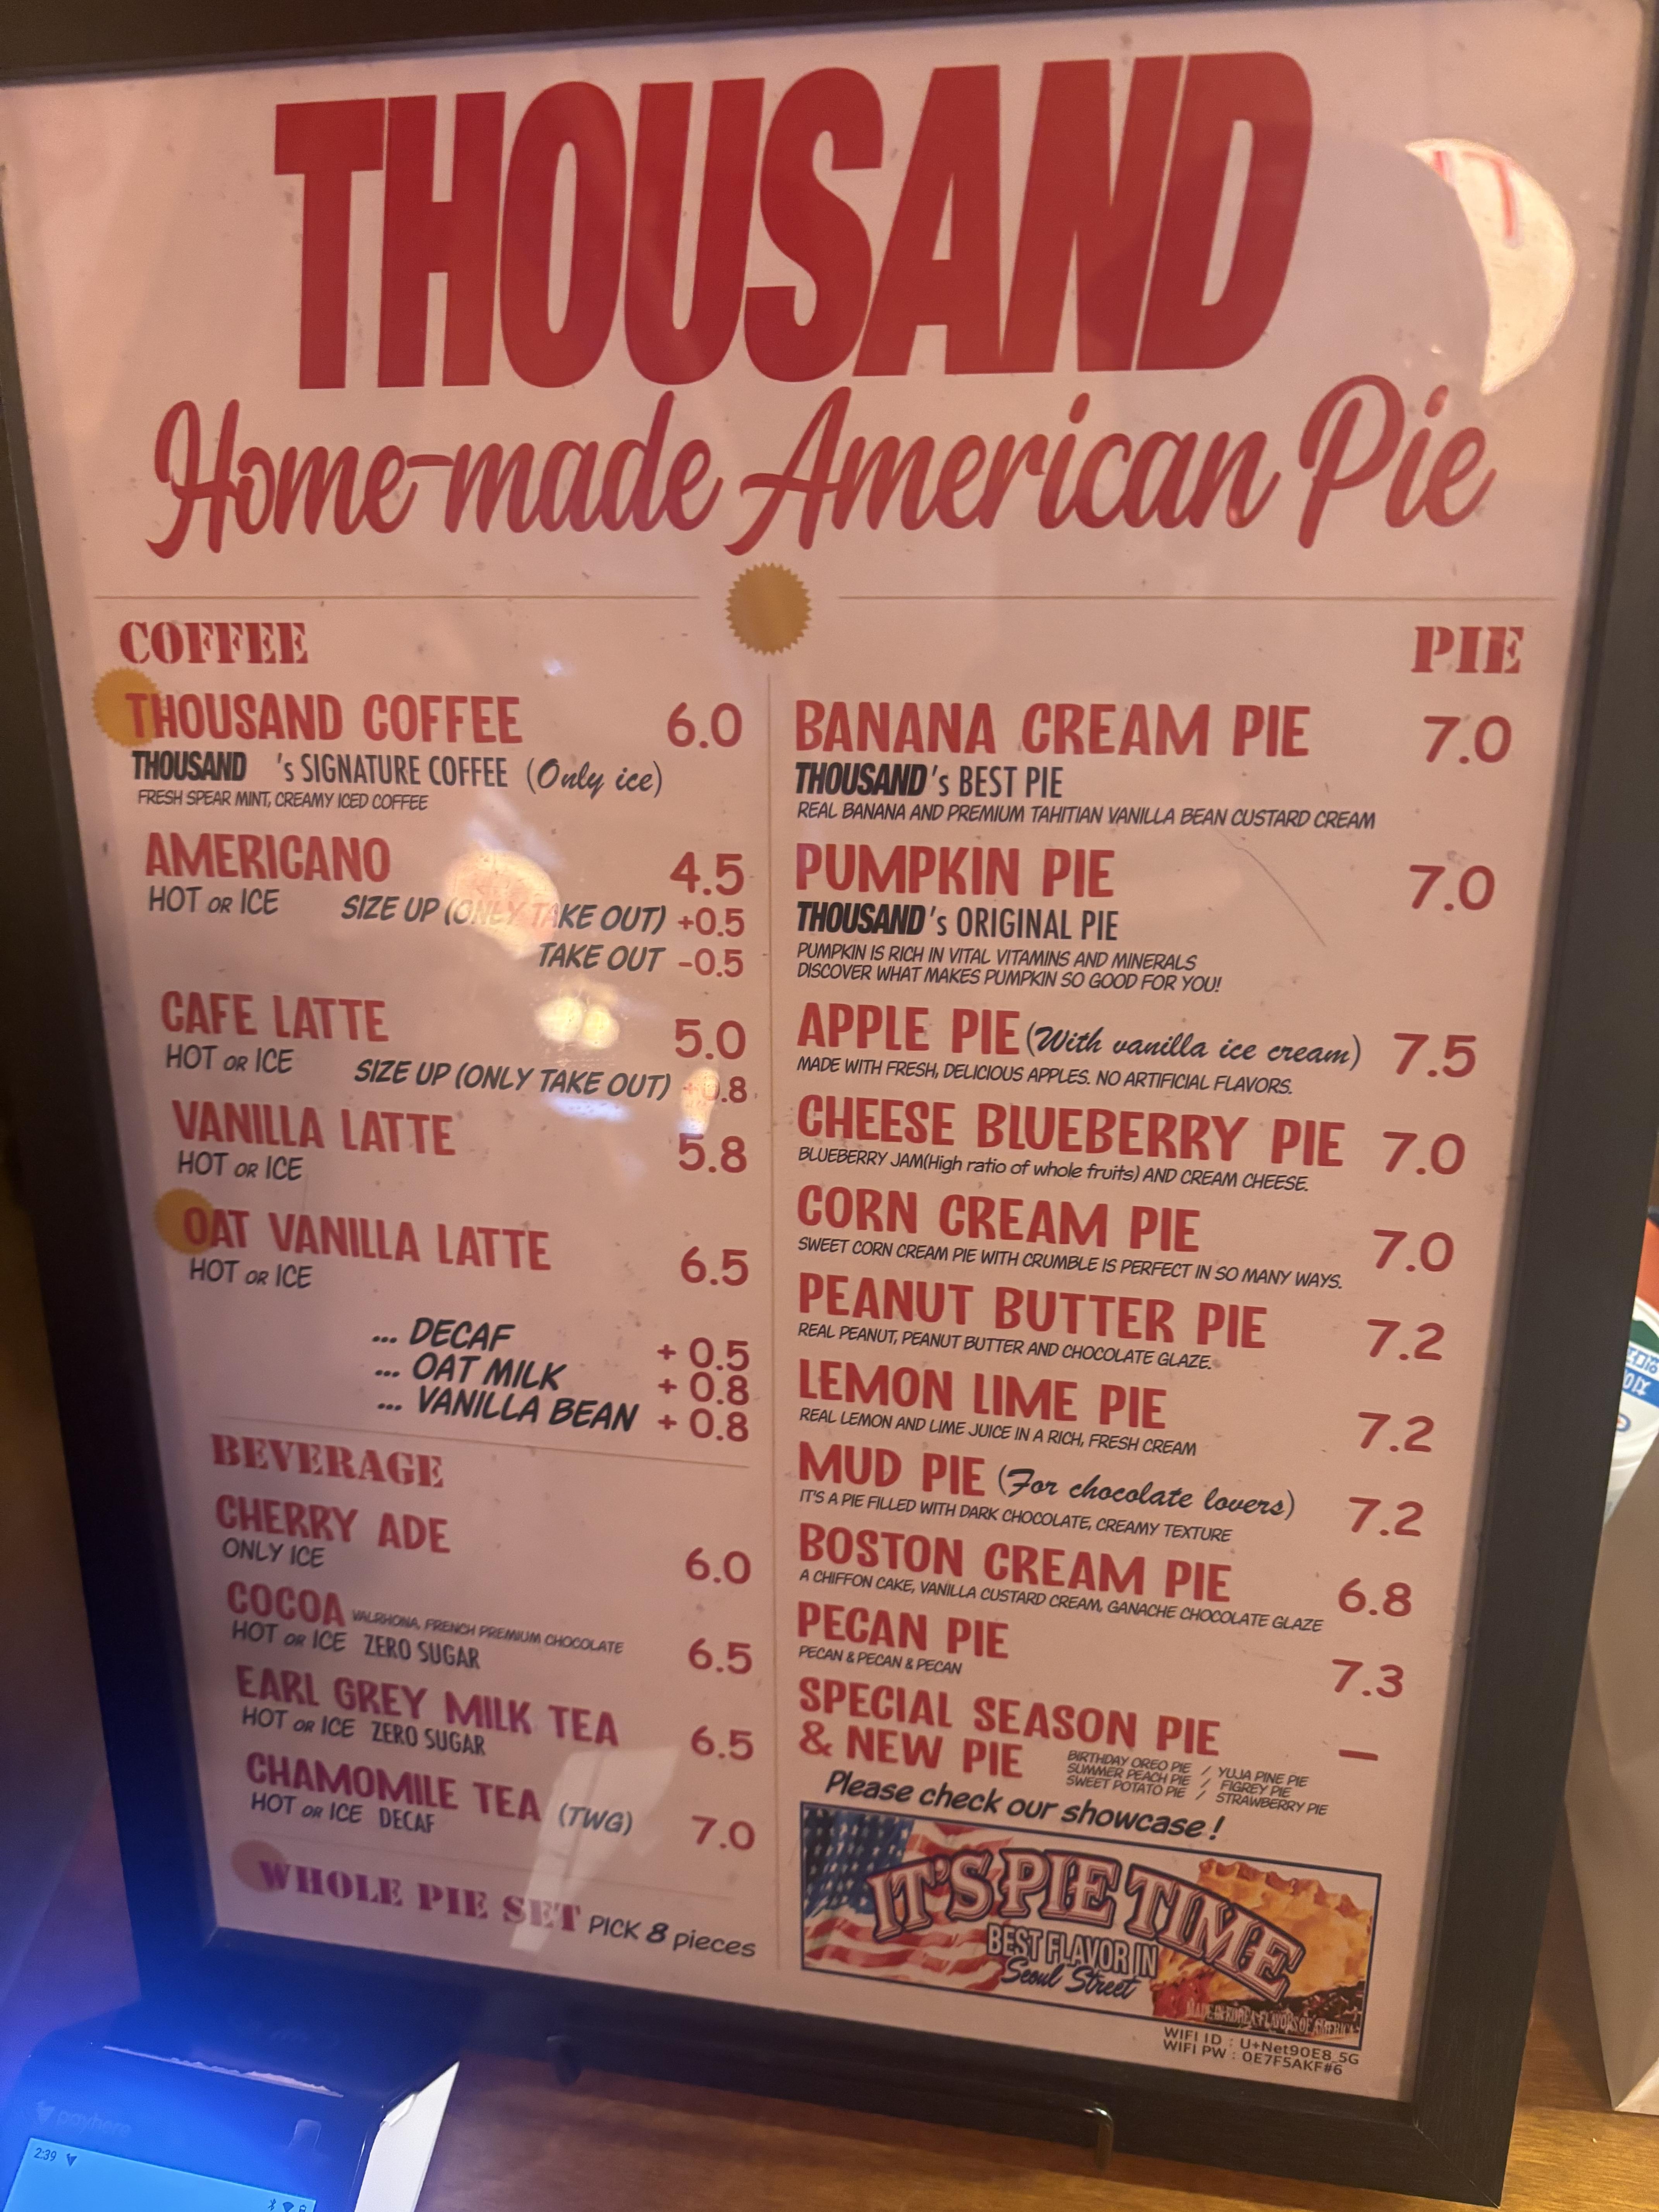 THOUSAND
Home-made American Pie
COFFEE
THOUSAND COFFEE 6.0
THOUSAND 's SIGNATURE COFFEE (Only ice)
FRESH SPEAR MINT, CREAMY ICED COFFEE
AMERICANO 4.5
HOT OR ICE SIZE UP (ONLY TAKE OUT) +0.5
TAKE OUT -0.5
CAFE LATTE 5.0
HOT OR ICE SIZE UP (ONLY TAKE OUT) +0.8
VANILLA LATTE 5.8
HOT OR ICE
OAT VANILLA LATTE 6.5
HOT OR ICE
... DECAF + 0.5
... OAT MILK + 0.8
... VANILLA BEAN + 0.8
BEVERAGE
CHERRY ADE 6.0
ONLY ICE
COCOA VALRHONA, FRENCH PREMIUM CHOCOLATE 6.5
HOT OR ICE ZERO SUGAR
EARL GREY MILK TEA 6.5
HOT OR ICE ZERO SUGAR
CHAMOMILE TEA (TWG) 7.0
HOT OR ICE DECAF
WHOLE PIE SET PICK 8 pieces
PIE
BANANA CREAM PIE 7.0
THOUSAND's BEST PIE
REAL BANANA AND PREMIUM TAHITIAN VANILLA BEAN CUSTARD CREAM
PUMPKIN PIE 7.0
THOUSAND's ORIGINAL PIE
PUMPKIN IS RICH IN VITAL VITAMINS AND MINERALS
DISCOVER WHAT MAKES PUMPKIN SO GOOD FOR YOU!
APPLE PIE (With vanilla ice cream) 7.5
MADE WITH FRESH, DELICIOUS APPLES. NO ARTIFICIAL FLAVORS.
CHEESE BLUEBERRY PIE 7.0
BLUEBERRY JAM(High ratio of whole fruits) AND CREAM CHEESE.
CORN CREAM PIE 7.0
SWEET CORN CREAM PIE WITH CRUMBLE IS PERFECT IN SO MANY WAYS.
PEANUT BUTTER PIE 7.2
REAL PEANUT, PEANUT BUTTER AND CHOCOLATE GLAZE.
LEMON LIME PIE 7.2
REAL LEMON AND LIME JUICE IN A RICH, FRESH CREAM
MUD PIE (For chocolate lovers) 7.2
IT'S A PIE FILLED WITH DARK CHOCOLATE, CREAMY TEXTURE
BOSTON CREAM PIE 6.8
A CHIFFON CAKE, VANILLA CUSTARD CREAM, GANACHE CHOCOLATE GLAZE
PECAN PIE 7.3
PECAN & PECAN & PECAN
SPECIAL SEASON PIE
& NEW PIE —
BIRTHDAY OREO PIE / YUJA PINE PIE
SUMMER PEACH PIE / FIGREY PIE
SWEET POTATO PIE / STRAWBERRY PIE
Please check our showcase !
IT'S PIE TIME
BEST FLAVOR IN
Seoul Street
MADE IN KOREA FLAVORS OF AMERICA
WIFI ID : U+Net90E8_5G
WIFI PW : 0E7F5AKF#6
payhere
2:39